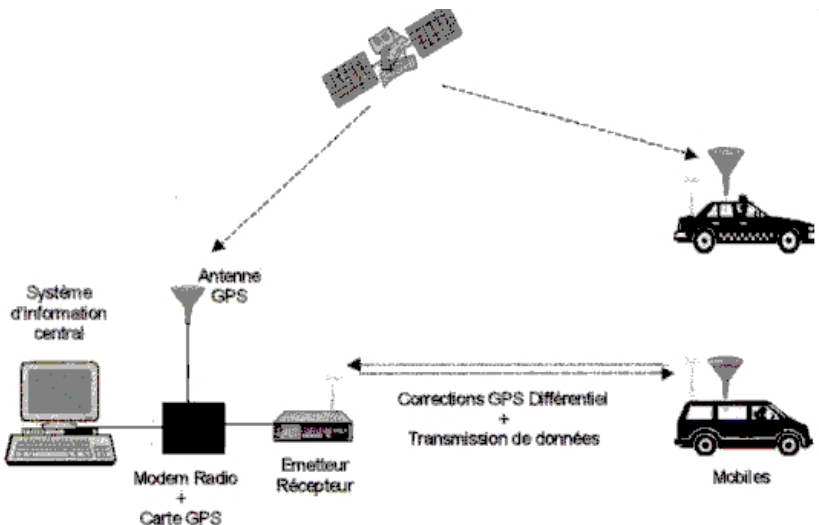 Antenne
GPS
Système
d'information
central
Corrections GPS Différentiel
+
Transmission de données
Modem Radio
+
Carte GPS
Emetteur
Récepteur
Mobiles